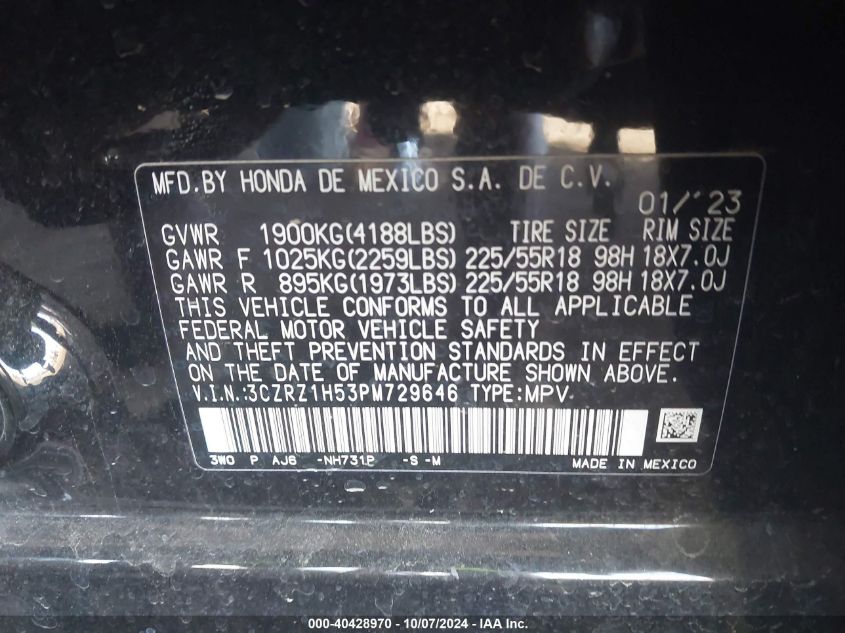 MFD.BY HONDA DE MEXICO S.A. DE C.V.
01/'23
GVWR 1900KG(4188LBS) TIRE SIZE RIM SIZE
GAWR F 1025KG(2259LBS) 225/55R18 98H 18X7.0J
GAWR R 895KG(1973LBS) 225/55R18 98H 18X7.0J
THIS VEHICLE CONFORMS TO ALL APPLICABLE
FEDERAL MOTOR VEHICLE SAFETY
AND THEFT PREVENTION STANDARDS IN EFFECT
ON THE DATE OF MANUFACTURE SHOWN ABOVE.
V.I.N.:3CZRZ1H53PM729646 TYPE:MPV
3W0 P AJ6 -NH731P -S -M MADE IN MEXICO
000-40428970 - 10/07/2024 - IAA Inc.